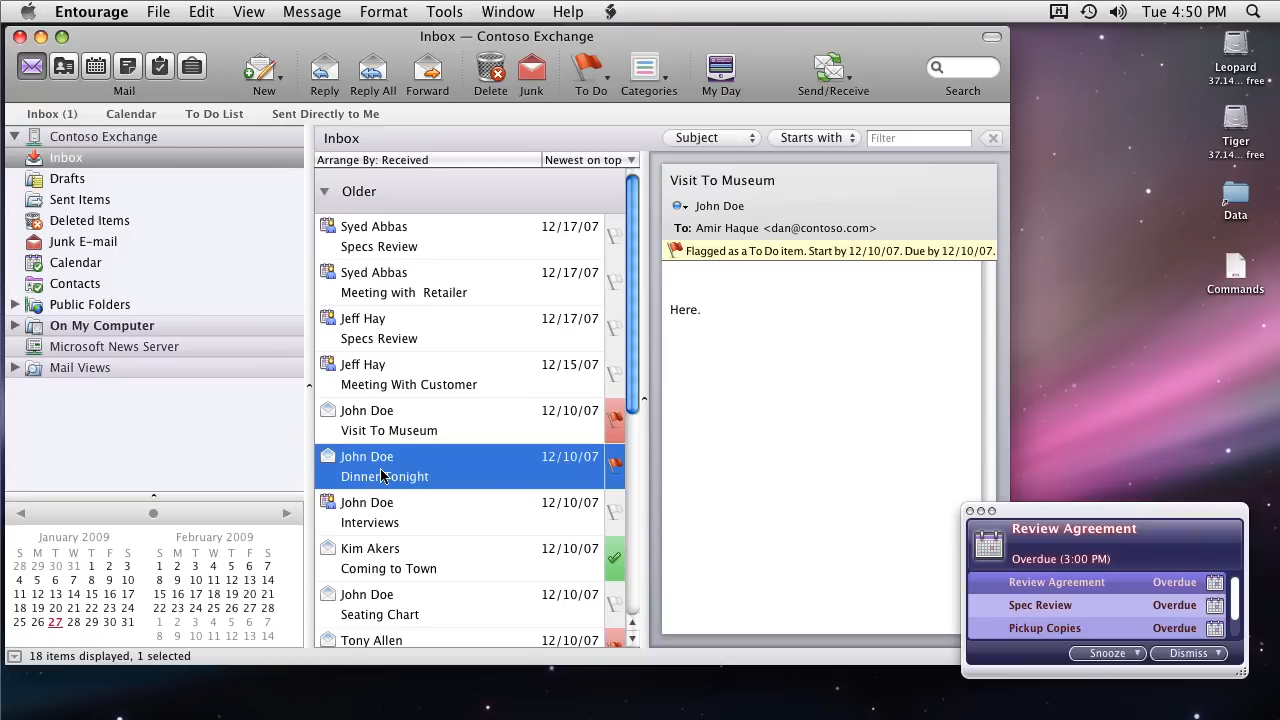 Entourage File Edit View Message Format Tools Window Help Tue 4:50 PM
Inbox — Contoso Exchange
Mail New Reply Reply All Forward Delete Junk To Do Categories My Day Send/Receive Search
Inbox (1) Calendar To Do List Sent Directly to Me
Contoso Exchange
Inbox
Drafts
Sent Items
Deleted Items
Junk E-mail
Calendar
Contacts
Public Folders
On My Computer
Microsoft News Server
Mail Views
January 2009
S M T W T F S
28 29 30 31 1 2 3
4 5 6 7 8 9 10
11 12 13 14 15 16 17
18 19 20 21 22 23 24
25 26 27 28 29 30 31
February 2009
S M T W T F S
1 2 3 4 5 6 7
8 9 10 11 12 13 14
15 16 17 18 19 20 21
22 23 24 25 26 27 28
1 2 3 4 5 6 7
8 9 10 11 12 13 14
18 items displayed, 1 selected
Inbox Subject Starts with Filter
Arrange By: Received Newest on top
Older
Syed Abbas 12/17/07
Specs Review
Syed Abbas 12/17/07
Meeting with Retailer
Jeff Hay 12/17/07
Specs Review
Jeff Hay 12/15/07
Meeting With Customer
John Doe 12/10/07
Visit To Museum
John Doe 12/10/07
Dinner Tonight
John Doe 12/10/07
Interviews
Kim Akers 12/10/07
Coming to Town
John Doe 12/10/07
Seating Chart
Tony Allen 12/10/07
Visit To Museum
John Doe
To: Amir Haque <dan@contoso.com>
Flagged as a To Do item. Start by 12/10/07. Due by 12/10/07.
Here.
Leopard
37.14... free
Tiger
37.14... free
Data
Commands
Review Agreement
Overdue (3:00 PM)
Review Agreement Overdue
Spec Review Overdue
Pickup Copies Overdue
Snooze Dismiss